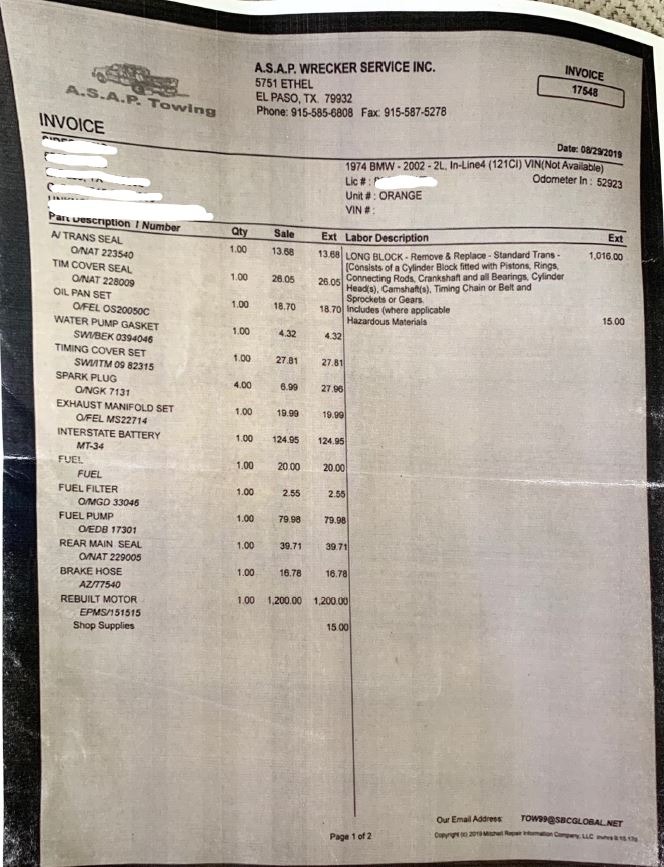 A.S.A.P. Towing
A.S.A.P. WRECKER SERVICE INC.
5751 ETHEL
EL PASO, TX. 79932
Phone: 915-585-6808 Fax: 915-587-5278
INVOICE
17548
INVOICE
Date: 08/29/2019
1974 BMW - 2002 - 2L, In-Line4 (121CI) VIN(Not Available)
Lic # : Odometer In : 52923
Unit # : ORANGE
VIN # :
Part Description / Number Qty Sale Ext Labor Description Ext
A/ TRANS SEAL
O/NAT 223540 1.00 13.68 13.68
TIM COVER SEAL
O/NAT 228009 1.00 26.05 26.05
OIL PAN SET
O/FEL OS20050C 1.00 18.70 18.70
WATER PUMP GASKET
SWI/BEK 0394046 1.00 4.32 4.32
TIMING COVER SET
SWI/ITM 09 82315 1.00 27.81 27.81
SPARK PLUG
O/NGK 7131 4.00 6.99 27.96
EXHAUST MANIFOLD SET
O/FEL MS22714 1.00 19.99 19.99
INTERSTATE BATTERY
MT-34 1.00 124.95 124.95
FUEL
FUEL 1.00 20.00 20.00
FUEL FILTER
O/MGD 33046 1.00 2.55 2.55
FUEL PUMP
O/EDB 17301 1.00 79.98 79.98
REAR MAIN SEAL
O/NAT 229005 1.00 39.71 39.71
BRAKE HOSE
AZ/77540 1.00 16.78 16.78
REBUILT MOTOR
EPMS/151515 1.00 1,200.00 1,200.00
Shop Supplies 15.00
LONG BLOCK - Remove & Replace - Standard Trans - 1,016.00
[Consists of a Cylinder Block fitted with Pistons, Rings,
Connecting Rods, Crankshaft and all Bearings, Cylinder
Head(s), Camshaft(s), Timing Chain or Belt and
Sprockets or Gears.
Includes (where applicable
Hazardous Materials 15.00
Our Email Address: TOW99@SBCGLOBAL.NET
Page 1 of 2
Copyright (c) 2019 Mitchell Repair Information Company, LLC